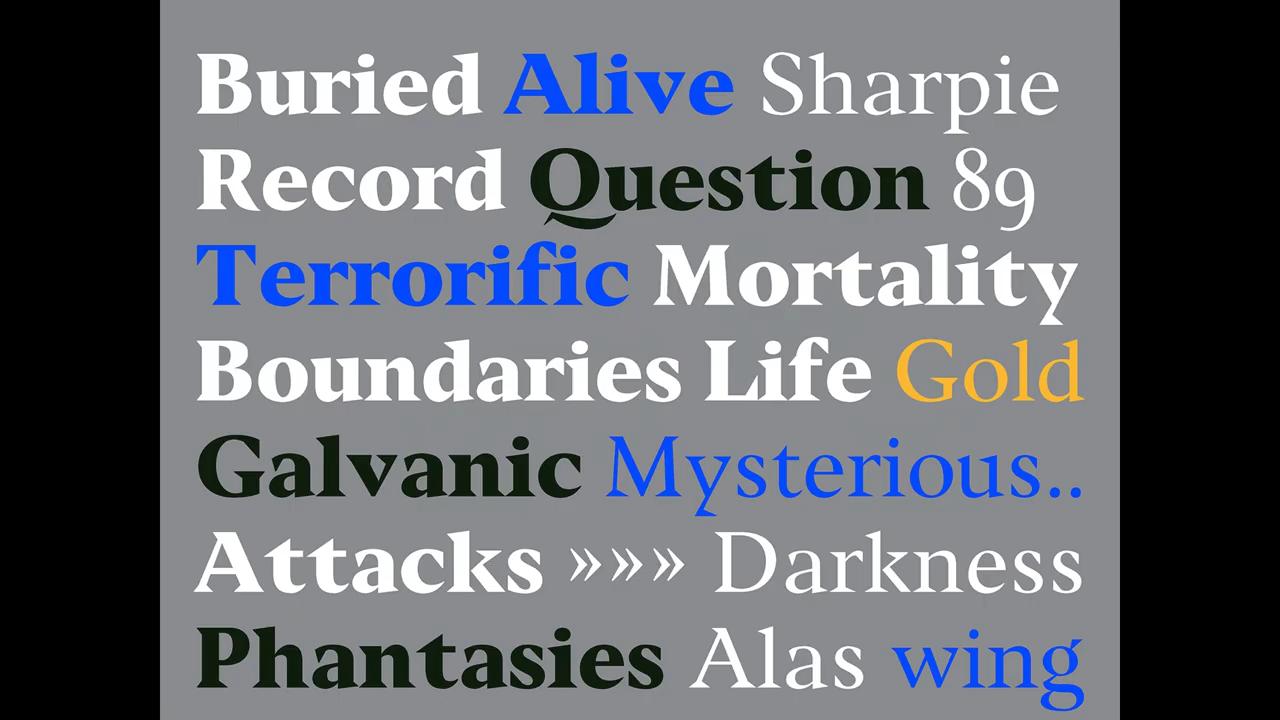 Buried Alive Sharpie
Record Question 89
Terrorific Mortality
Boundaries Life Gold
Galvanic Mysterious..
Attacks »»» Darkness
Phantasies Alas wing